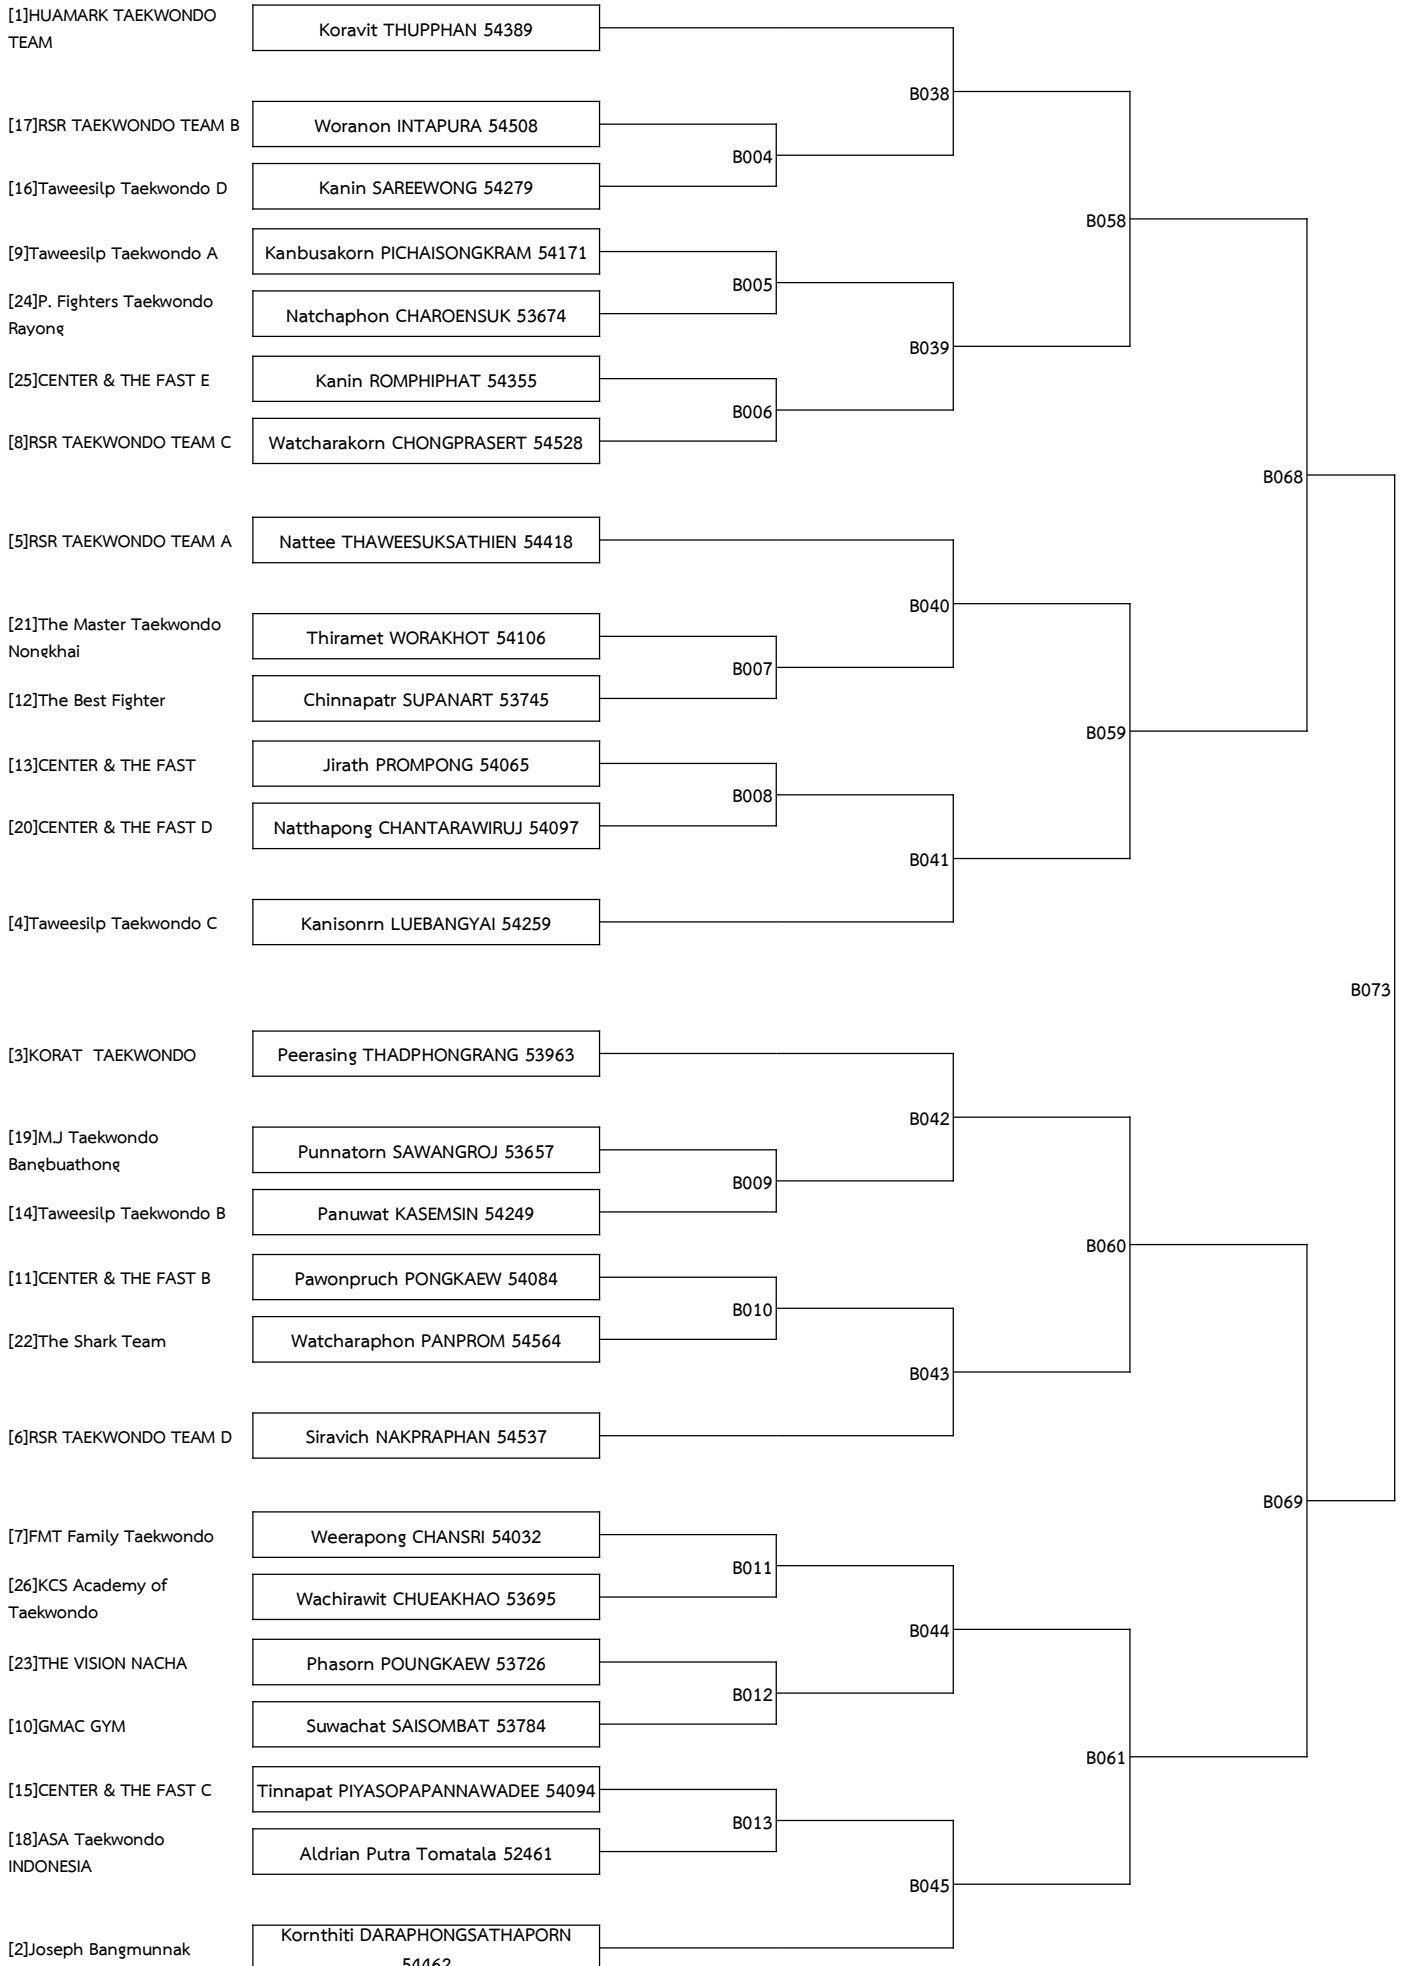 [1]HUAMARK TAEKWONDO
TEAM
Koravit THUPPHAN 54389
B038
[17]RSR TAEKWONDO TEAM B
Woranon INTAPURA 54508
B004
[16]Taweesilp Taekwondo D
Kanin SAREEWONG 54279
B058
[9]Taweesilp Taekwondo A
Kanbusakorn PICHAISONGKRAM 54171
B005
[24]P. Fighters Taekwondo
Rayong
Natchaphon CHAROENSUK 53674
B039
[25]CENTER & THE FAST E
Kanin ROMPHIPHAT 54355
B006
[8]RSR TAEKWONDO TEAM C
Watcharakorn CHONGPRASERT 54528
B068
[5]RSR TAEKWONDO TEAM A
Nattee THAWEESUKSATHIEN 54418
B040
[21]The Master Taekwondo
Nongkhai
Thiramet WORAKHOT 54106
B007
[12]The Best Fighter
Chinnapatr SUPANART 53745
B059
[13]CENTER & THE FAST
Jirath PROMPONG 54065
B008
[20]CENTER & THE FAST D
Natthapong CHANTARAWIRUJ 54097
B041
[4]Taweesilp Taekwondo C
Kanisonrn LUEBANGYAI 54259
B073
[3]KORAT  TAEKWONDO
Peerasing THADPHONGRANG 53963
B042
[19]M.J Taekwondo
Bangbuathong
Punnatorn SAWANGROJ 53657
B009
[14]Taweesilp Taekwondo B
Panuwat KASEMSIN 54249
B060
[11]CENTER & THE FAST B
Pawonpruch PONGKAEW 54084
B010
[22]The Shark Team
Watcharaphon PANPROM 54564
B043
[6]RSR TAEKWONDO TEAM D
Siravich NAKPRAPHAN 54537
B069
[7]FMT Family Taekwondo
Weerapong CHANSRI 54032
B011
[26]KCS Academy of
Taekwondo
Wachirawit CHUEAKHAO 53695
B044
[23]THE VISION NACHA
Phasorn POUNGKAEW 53726
B012
[10]GMAC GYM
Suwachat SAISOMBAT 53784
B061
[15]CENTER & THE FAST C
Tinnapat PIYASOPAPANNAWADEE 54094
B013
[18]ASA Taekwondo
INDONESIA
Aldrian Putra Tomatala 52461
B045
[2]Joseph Bangmunnak
Kornthiti DARAPHONGSATHAPORN
54462